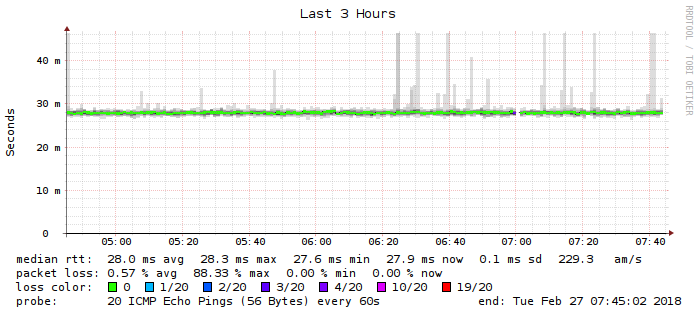 Last 3 Hours
RRDTOOL / TOBI OETIKER
Seconds
40 m
30 m
20 m
10 m
0
05:00 05:20 05:40 06:00 06:20 06:40 07:00 07:20 07:40
median rtt: 28.0 ms avg 28.3 ms max 27.6 ms min 27.9 ms now 0.1 ms sd 229.3 am/s
packet loss: 0.57 % avg 88.33 % max 0.00 % min 0.00 % now
loss color: 0 1/20 2/20 3/20 4/20 10/20 19/20
probe: 20 ICMP Echo Pings (56 Bytes) every 60s end: Tue Feb 27 07:45:02 2018